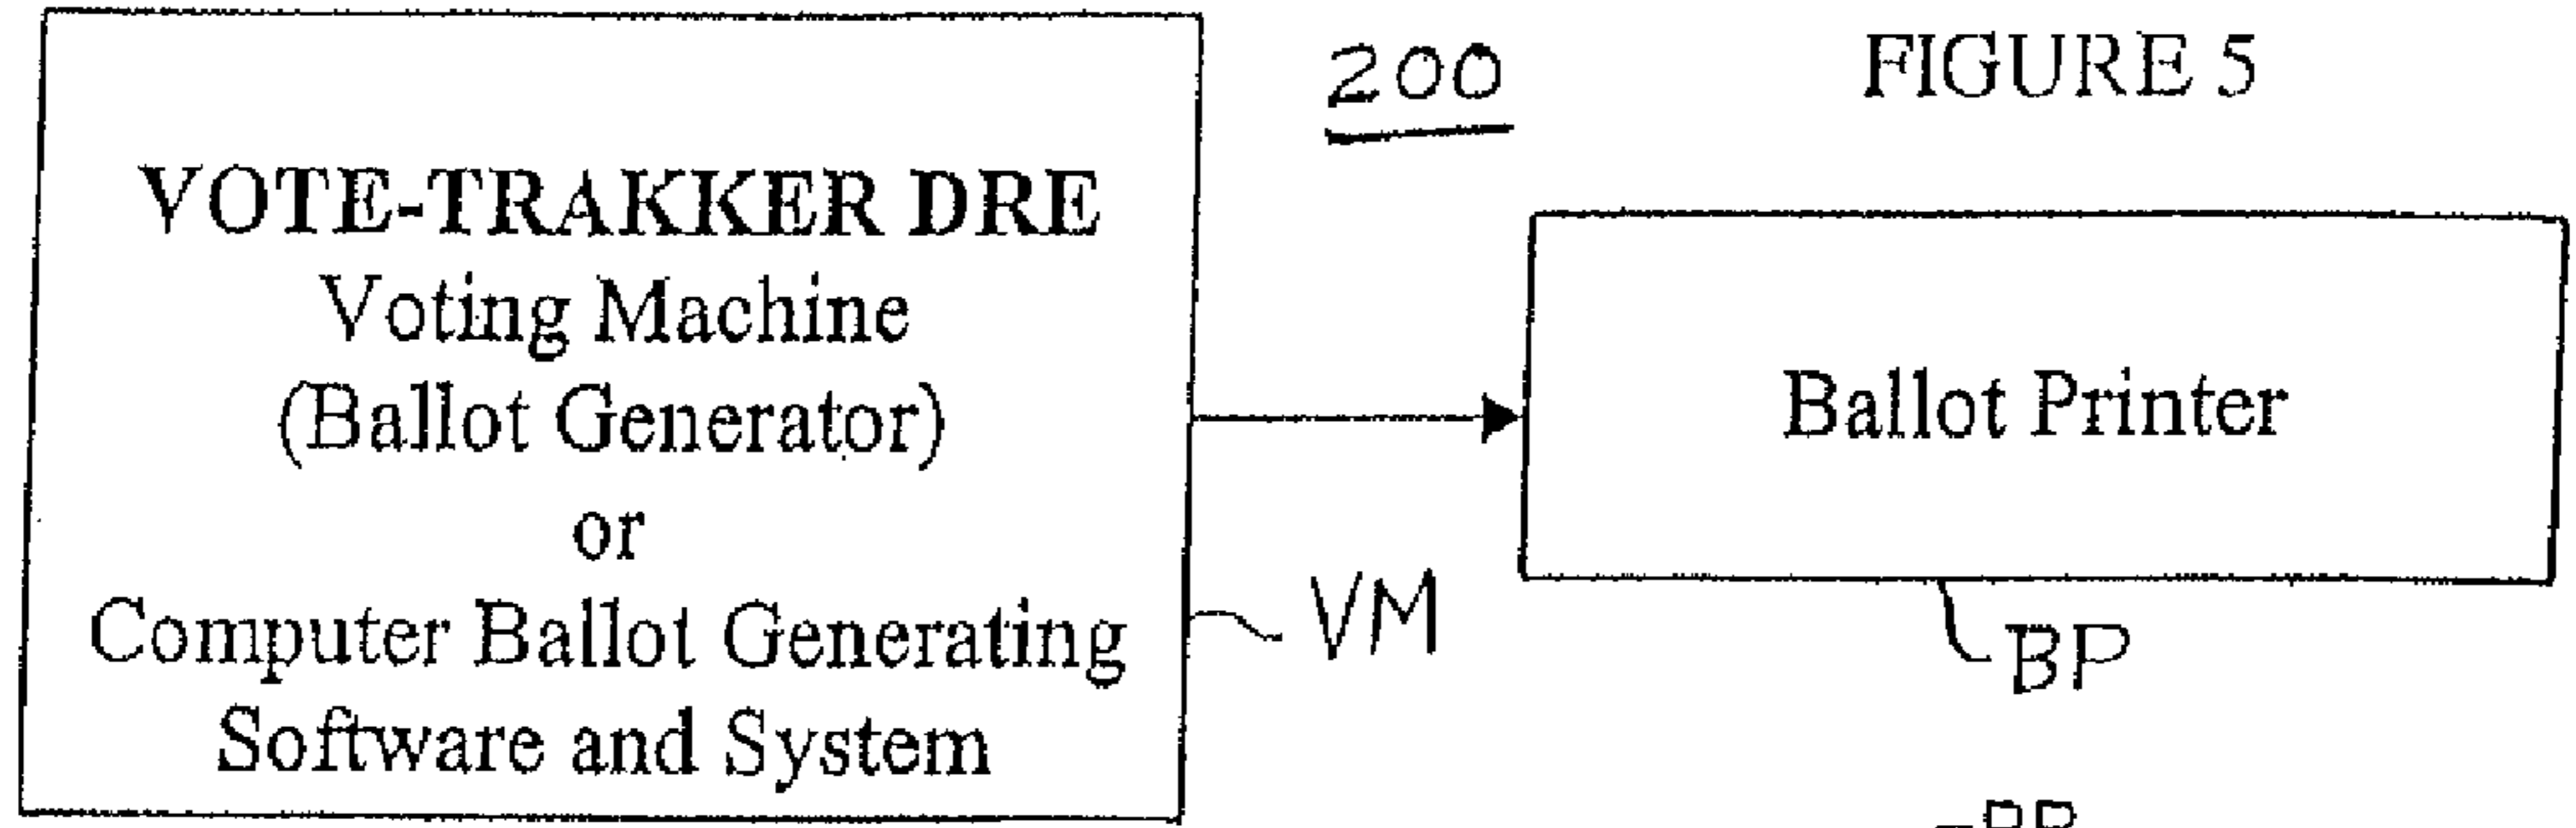 200
FIGURE 5
VOTE-TRAKKER DRE
Voting Machine
(Ballot Generator)
or
Computer Ballot Generating
Software and System
VM
Ballot Printer
BP